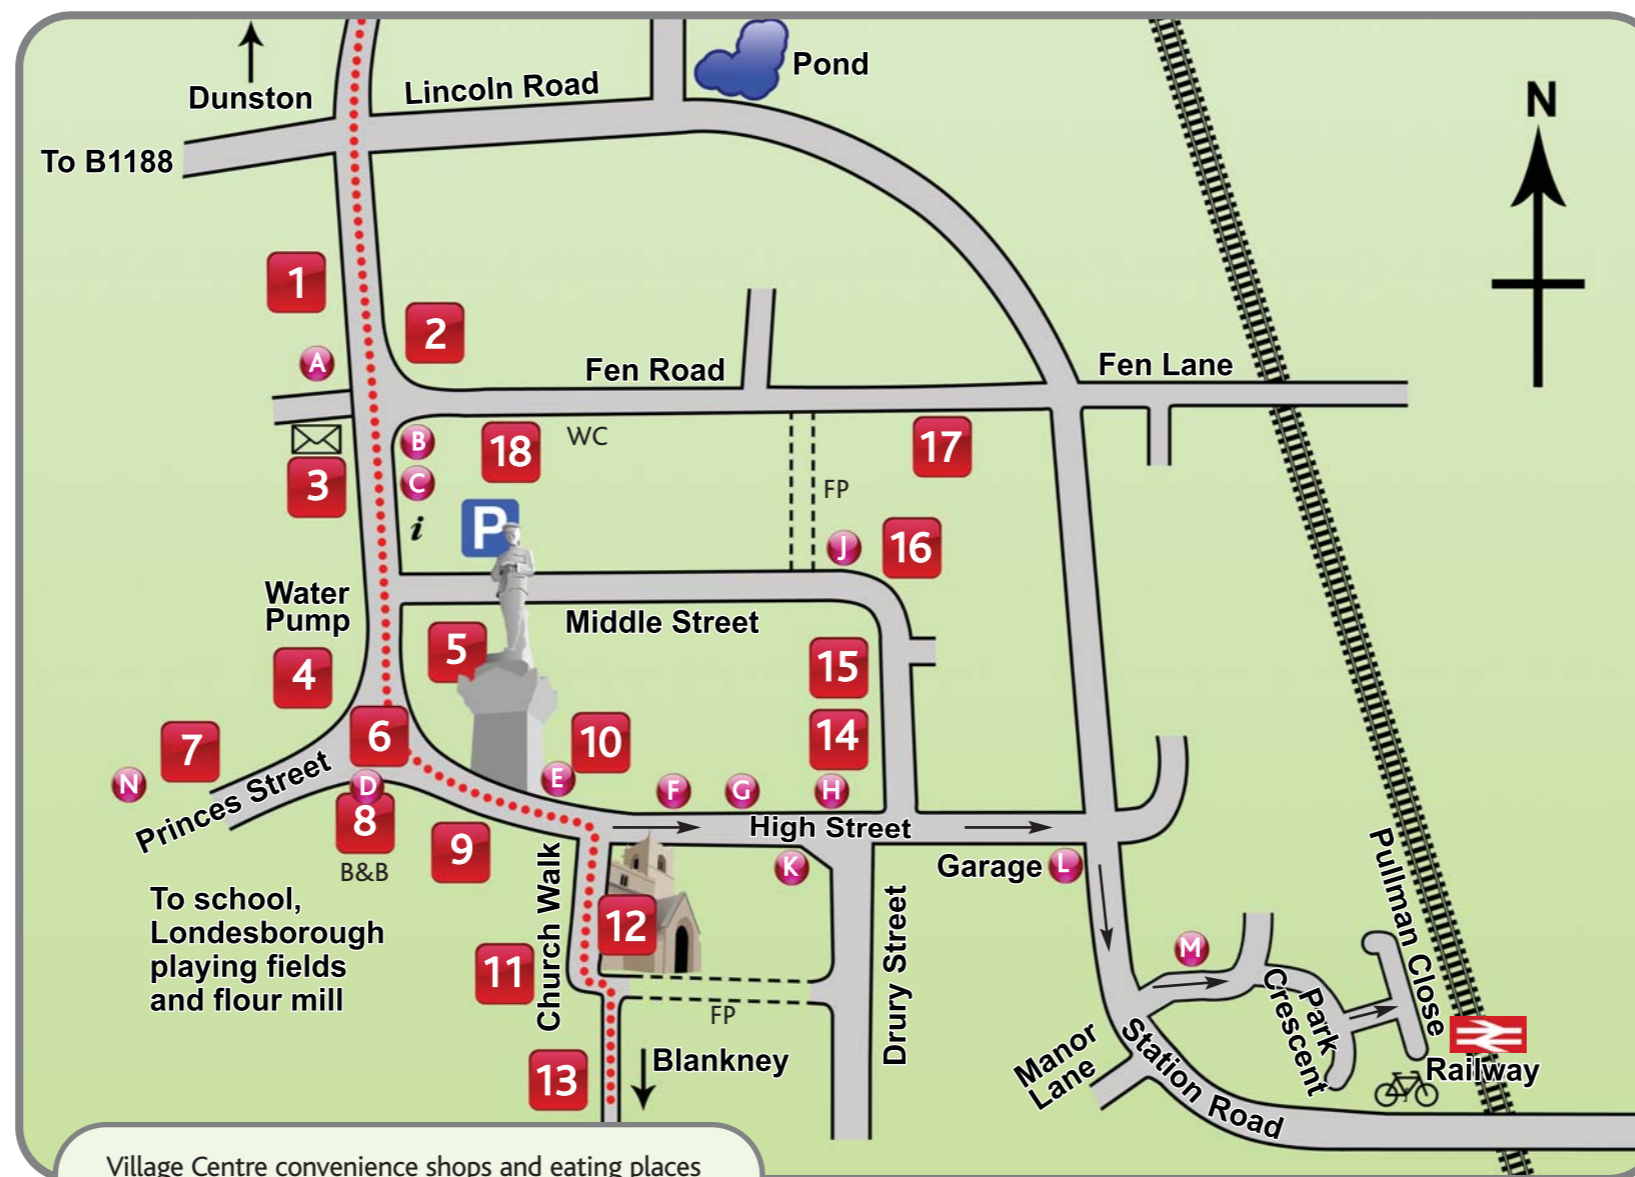 Dunston
Lincoln Road
Pond
N
To B1188
1
2
A
Fen Road
Fen Lane
B
18
WC
17
3
C
FP
i
P
J
16
Water
Pump
Middle Street
5
15
4
6
10
14
7
N
Princes Street
D
E
F
G
H
8
High Street
9
B&B
K
Garage
L
Church Walk
12
11
Drury Street
Pullman Close
To school,
Londesborough
playing fields
and flour mill
M
Park
Crescent
FP
Manor
Lane
Station Road
Blankney
13
Railway
Village Centre convenience shops and eating places